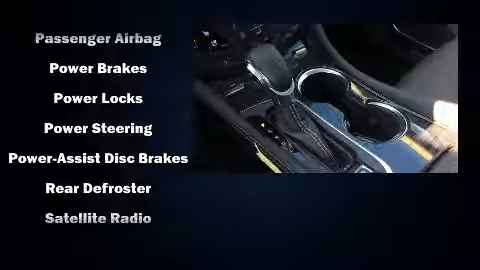 Passenger Airbag
Power Brakes
Power Locks
Power Steering
Power-Assist Disc Brakes
Rear Defroster
Satellite Radio